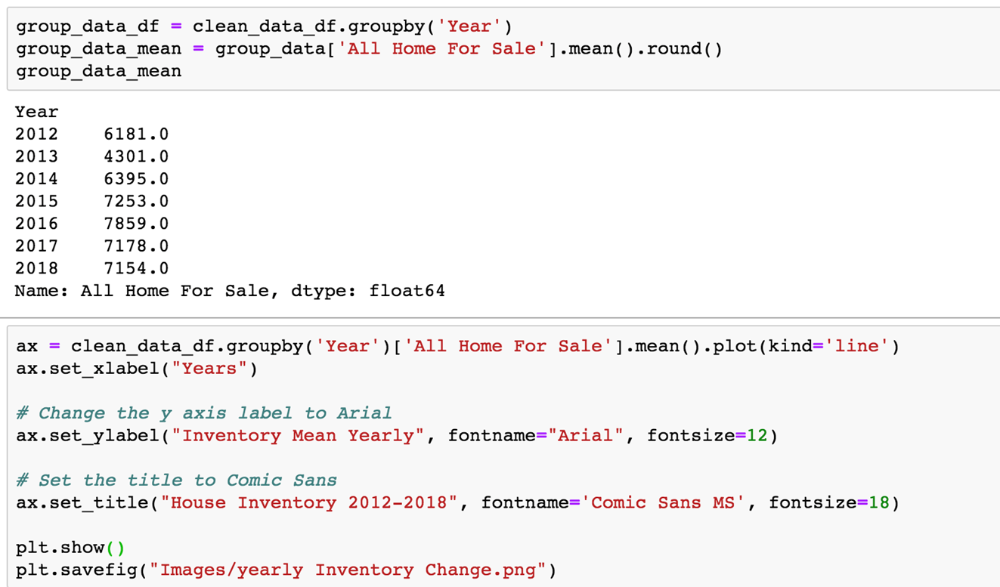 group_data_df = clean_data_df.groupby('Year')
group_data_mean = group_data['All Home For Sale'].mean().round()
group_data_mean
Year
2012    6181.0
2013    4301.0
2014    6395.0
2015    7253.0
2016    7859.0
2017    7178.0
2018    7154.0
Name: All Home For Sale, dtype: float64
ax = clean_data_df.groupby('Year')['All Home For Sale'].mean().plot(kind='line')
ax.set_xlabel("Years")
# Change the y axis label to Arial
ax.set_ylabel("Inventory Mean Yearly", fontname="Arial", fontsize=12)
# Set the title to Comic Sans
ax.set_title("House Inventory 2012-2018", fontname='Comic Sans MS', fontsize=18)
plt.show()
plt.savefig("Images/yearly Inventory Change.png")